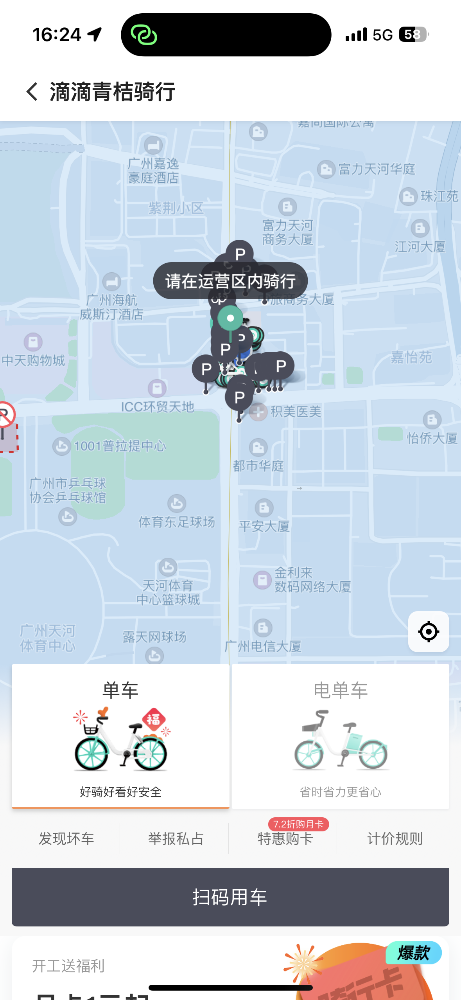 16:24
5G
58
滴滴青桔骑行
嘉尚国际公寓
广州嘉逸
豪庭酒店
富力天河华庭
珠江苑
紫荆小区
富力天河
商务大厦
江河大厦
P
请在运营区内骑行
广州海航
威斯汀酒店
中旅商务大厦
P
P
中天购物城
嘉怡苑
P
P
P
ICC环贸天地
积美医美
P
怡侨大厦
1001普拉提中心
都市华庭
广州市乒乓球
协会乒乓球馆
体育东足球场
平安大厦
金利来
数码网络大厦
天河体育
中心篮球城
广州天河
体育中心
露天网球场
广州电信大厦
单车
电单车
福
好骑好看好安全
省时省力更省心
7.2折购月卡
发现坏车
举报私占
特惠购卡
计价规则
扫码用车
爆款
开工送福利
骑行卡